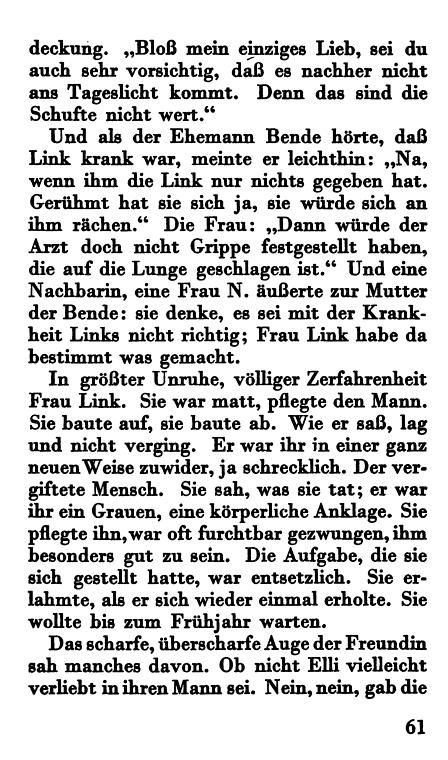 deckung. „Bloß mein einziges Lieb, sei du
auch sehr vorsichtig, daß es nachher nicht
ans Tageslicht kommt. Denn das sind die
Schufte nicht wert.“
Und als der Ehemann Bende hörte, daß
Link krank war, meinte er leichthin: „Na,
wenn ihm die Link nur nichts gegeben hat.
Gerühmt hat sie sich ja, sie würde sich an
ihm rächen.“ Die Frau: „Dann würde der
Arzt doch nicht Grippe festgestellt haben,
die auf die Lunge geschlagen ist.“ Und eine
Nachbarin, eine Frau N. äußerte zur Mutter
der Bende: sie denke, es sei mit der Krank-
heit Links nicht richtig; Frau Link habe da
bestimmt was gemacht.
In größter Unruhe, völliger Zerfahrenheit
Frau Link. Sie war matt, pflegte den Mann.
Sie baute auf, sie baute ab. Wie er saß, lag
und nicht verging. Er war ihr in einer ganz
neuen Weise zuwider, ja schrecklich. Der ver-
giftete Mensch. Sie sah, was sie tat; er war
ihr ein Grauen, eine körperliche Anklage. Sie
pflegte ihn, war oft furchtbar gezwungen, ihm
besonders gut zu sein. Die Aufgabe, die sie
sich gestellt hatte, war entsetzlich. Sie er-
lahmte, als er sich wieder einmal erholte. Sie
wollte bis zum Frühjahr warten.
Das scharfe, überscharfe Auge der Freundin
sah manches davon. Ob nicht Elli vielleicht
verliebt in ihren Mann sei. Nein, nein, gab die
61